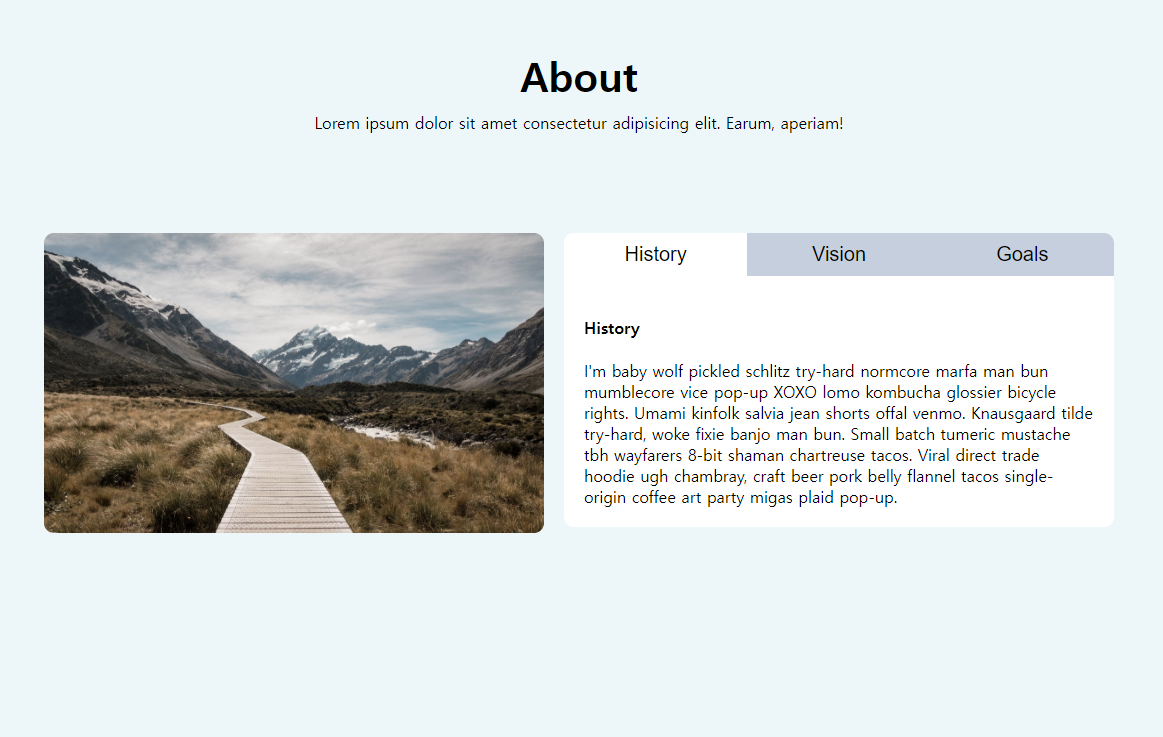 About
Lorem ipsum dolor sit amet consectetur adipisicing elit. Earum, aperiam!
History Vision Goals
History
I'm baby wolf pickled schlitz try-hard normcore marfa man bun
mumblecore vice pop-up XOXO lomo kombucha glossier bicycle
rights. Umami kinfolk salvia jean shorts offal venmo. Knausgaard tilde
try-hard, woke fixie banjo man bun. Small batch tumeric mustache
tbh wayfarers 8-bit shaman chartreuse tacos. Viral direct trade
hoodie ugh chambray, craft beer pork belly flannel tacos single-
origin coffee art party migas plaid pop-up.